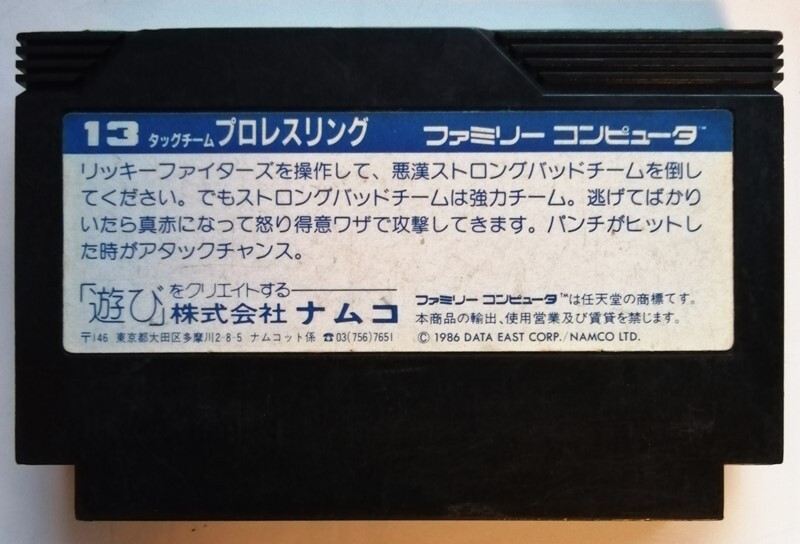 13 タッグチームプロレスリング ファミリー コンピュータ™
リッキーファイターズを操作して、悪漢ストロングバッドチームを倒し
てください。でもストロングバッドチームは強力チーム。逃げてばかり
いたら真赤になって怒り得意ワザで攻撃してきます。パンチがヒットし
た時がアタックチャンス。
「遊び」をクリエイトする
株式会社 ナムコ
〒146 東京都大田区多摩川2-8-5 ナムコット係 ☎03(756)7651
ファミリー コンピュータ™は任天堂の商標です。
本商品の輸出、使用営業及び賃貸を禁じます。
© 1986 DATA EAST CORP./NAMCO LTD.